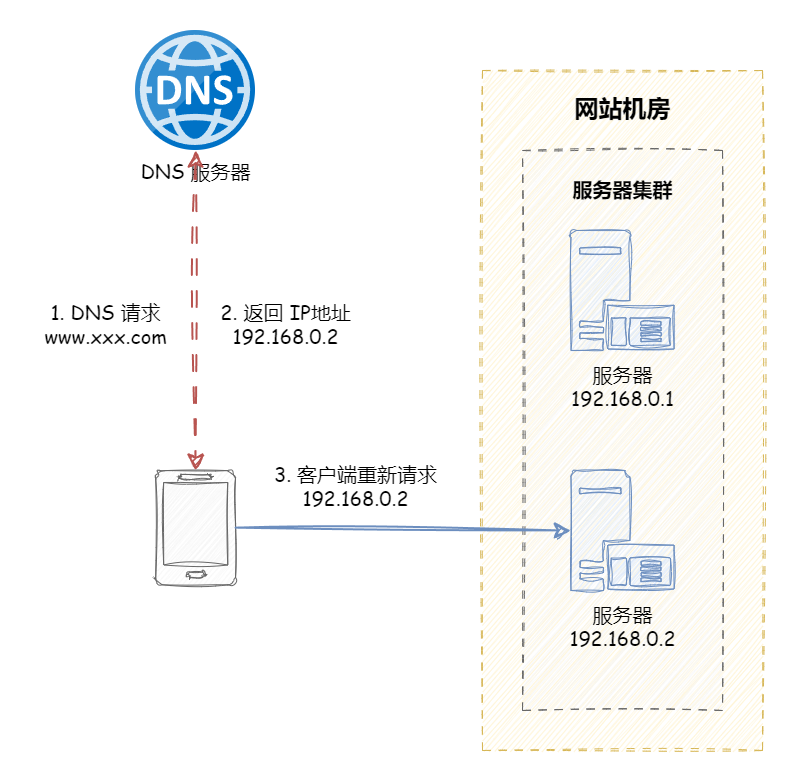 DNS
DNS 服务器
网站机房
服务器集群
1. DNS 请求
www.xxx.com
2. 返回 IP地址
192.168.0.2
服务器
192.168.0.1
3. 客户端重新请求
192.168.0.2
服务器
192.168.0.2